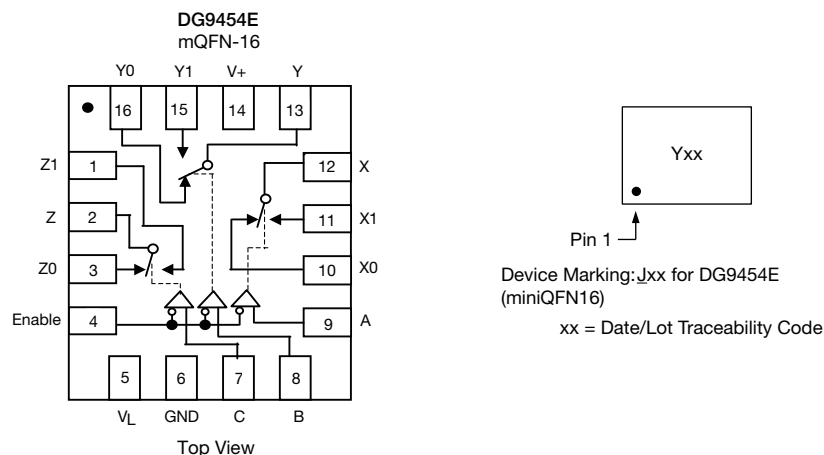 DG9454E
mQFN-16
Y0 Y1 V+ Y
16 15 14 13
Z1 1 12 X
Z 2 11 X1
Z0 3 10 X0
Enable 4 9 A
5 6 7 8
VL GND C B
Top View
Yxx
Pin 1
Device Marking:Jxx for DG9454E
(miniQFN16)
xx = Date/Lot Traceability Code